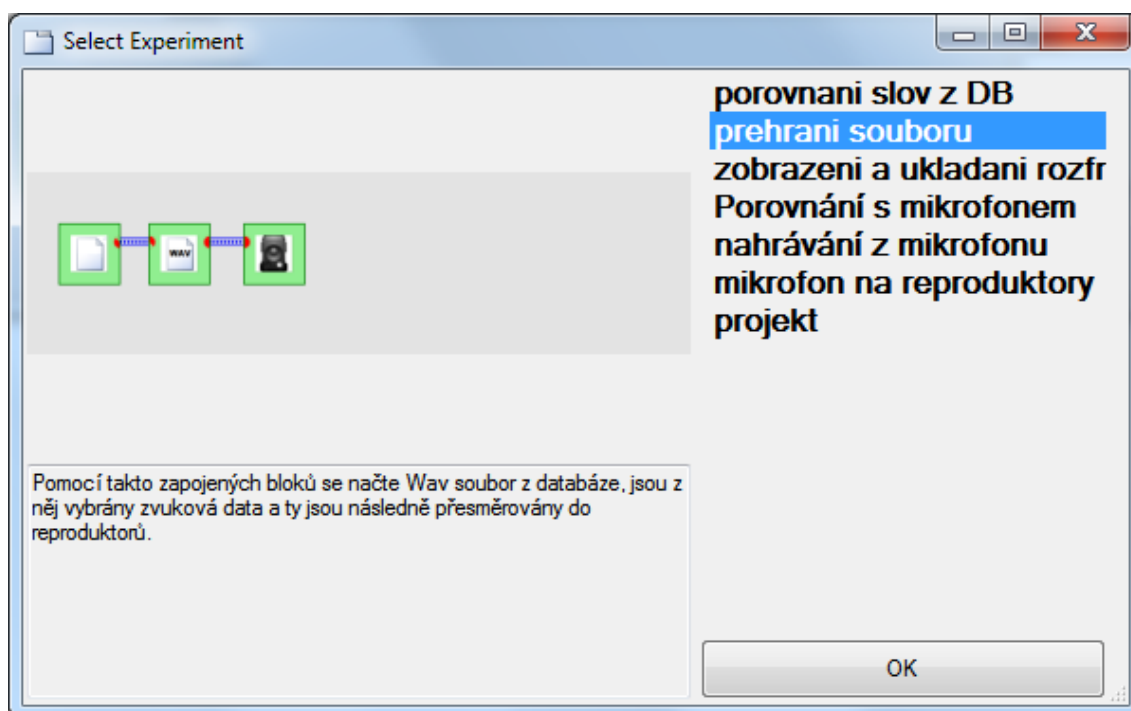 Select Experiment
porovnani slov z DB
prehrani souboru
zobrazeni a ukladani rozfr
Porovnání s mikrofonem
nahrávání z mikrofonu
mikrofon na reproduktory
projekt
WAV
Pomocí takto zapojených bloků se načte Wav soubor z databáze, jsou z
něj vybrány zvuková data a ty jsou následně přesměrovány do
reproduktorů.
OK